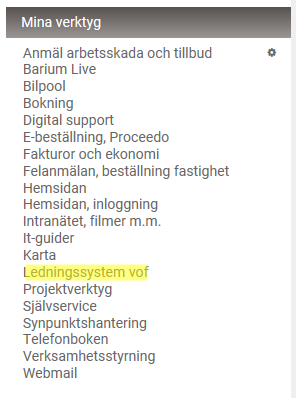 Mina verktyg
Anmäl arbetsskada och tillbud
Barium Live
Bilpool
Bokning
Digital support
E-beställning, Proceedo
Fakturor och ekonomi
Felanmälan, beställning fastighet
Hemsidan
Hemsidan, inloggning
Intranätet, filmer m.m.
It-guider
Karta
Ledningssystem vof
Projektverktyg
Självservice
Synpunktshantering
Telefonboken
Verksamhetsstyrning
Webmail